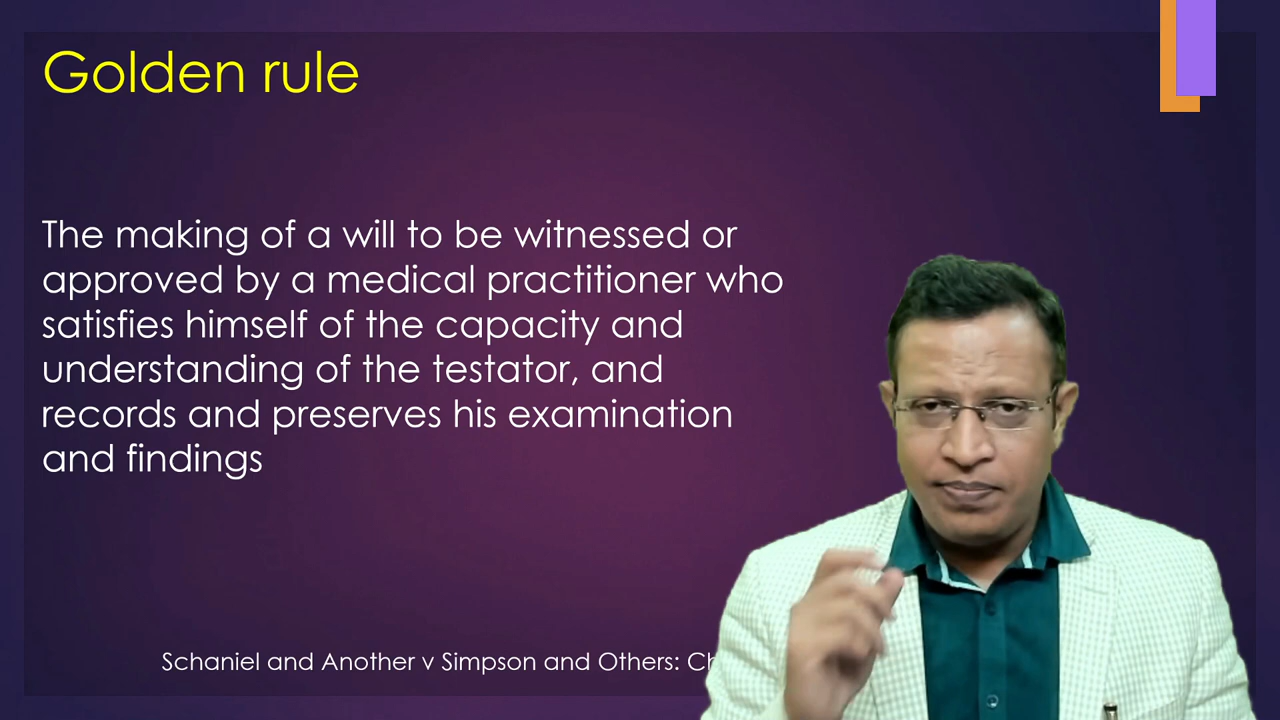 Golden rule
The making of a will to be witnessed or
approved by a medical practitioner who
satisfies himself of the capacity and
understanding of the testator, and
records and preserves his examination
and findings
Schaniel and Another v Simpson and Others: Ch